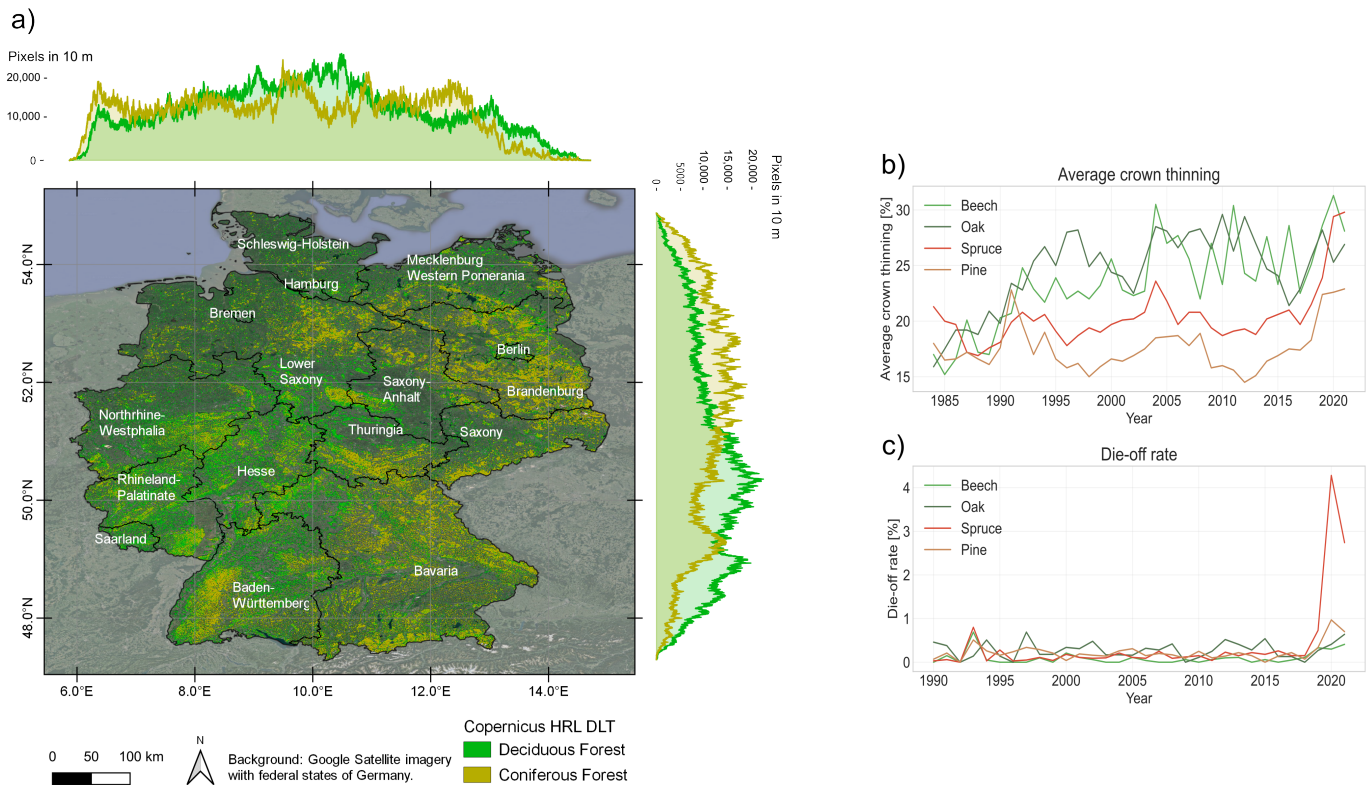 a)
Pixels in 10 m
20,000 -
10,000 -
0 -
0 -
5000 -
10,000 -
15,000 -
20,000 -
Pixels in 10 m
54.0°N
52.0°N
50.0°N
48.0°N
Schleswig-Holstein
Mecklenburg
Western Pomerania
Hamburg
Bremen
Berlin
Lower
Saxony
Saxony-
Anhalt
Brandenburg
Northrhine-
Westphalia
Thuringia
Saxony
Hesse
Rhineland-
Palatinate
Saarland
Bavaria
Baden-
Württemberg
6.0°E
8.0°E
10.0°E
12.0°E
14.0°E
0 50 100 km
N
Background: Google Satellite imagery
wiith federal states of Germany.
Copernicus HRL DLT
Deciduous Forest
Coniferous Forest
b)
Average crown thinning
Average crown thinning [%]
30
25
20
15
Beech
Oak
Spruce
Pine
1985 1990 1995 2000 2005 2010 2015 2020
Year
c)
Die-off rate
Die-off rate [%]
4
3
2
1
0
Beech
Oak
Spruce
Pine
1990 1995 2000 2005 2010 2015 2020
Year